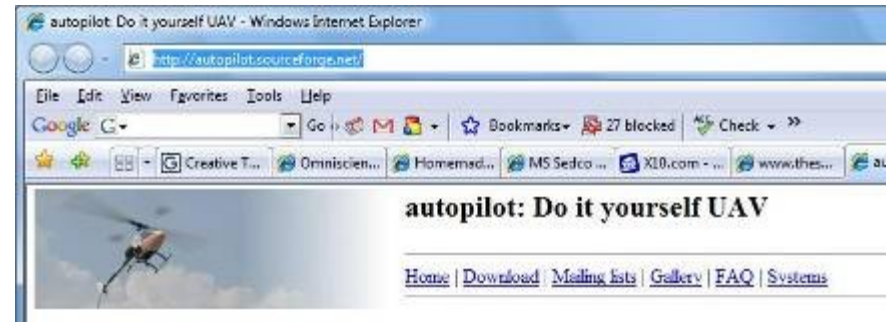 autopilot: Do it yourself UAV - Windows Internet Explorer
http://autopilot.sourceforge.net/
File Edit View Favorites Tools Help
Google G Go Bookmarks 27 blocked Check »
Creative T... Omniscien... Homemad... MS Sedco ... X10.com - ... www.thes... au
autopilot: Do it yourself UAV
Home | Download | Mailing lists | Gallery | FAQ | Systems